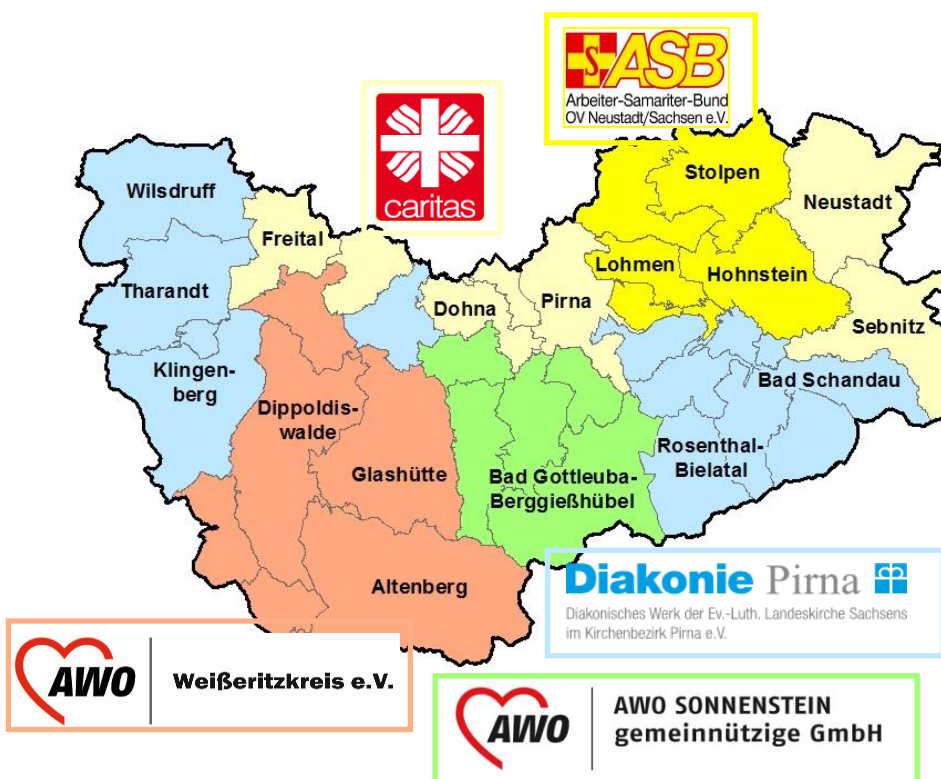 ASB
Arbeiter-Samariter-Bund
OV Neustadt/Sachsen e.V.
caritas
Wilsdruff
Stolpen
Neustadt
Freital
Lohmen
Hohnstein
Tharandt
Dohna
Pirna
Sebnitz
Klingen-
berg
Bad Schandau
Dippoldis-
walde
Rosenthal-
Bielatal
Glashütte
Bad Gottleuba-
Berggießhübel
Altenberg
Diakonie Pirna
Diakonisches Werk der Ev.-Luth. Landeskirche Sachsens
im Kirchenbezirk Pirna e.V.
AWO
Weißeritzkreis e.V.
AWO
AWO SONNENSTEIN
gemeinnützige GmbH